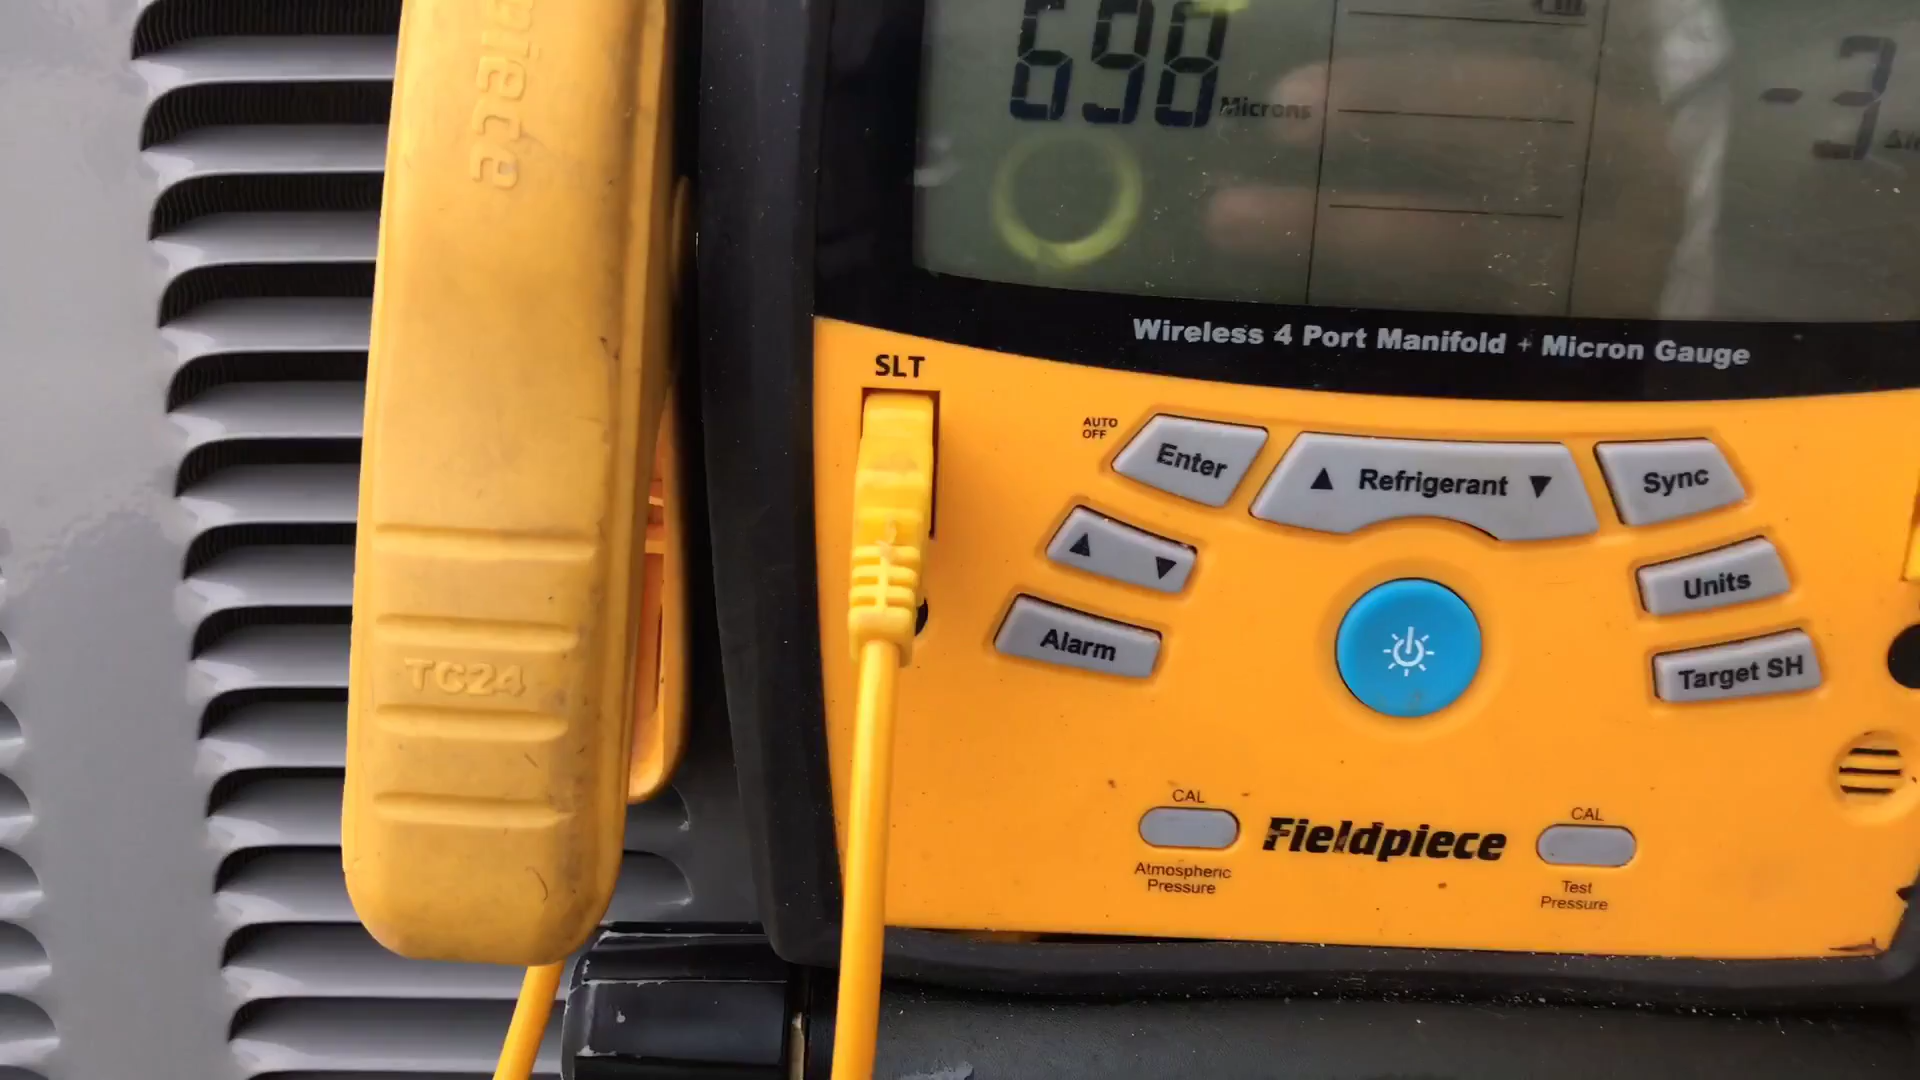 698
Microns
-3
Wireless 4 Port Manifold + Micron Gauge
SLT
AUTO
OFF
Enter
▲ Refrigerant ▼
Sync
▲ ▼
Units
Alarm
Target SH
TC24
CAL
Fieldpiece
CAL
Atmospheric
Pressure
Test
Pressure